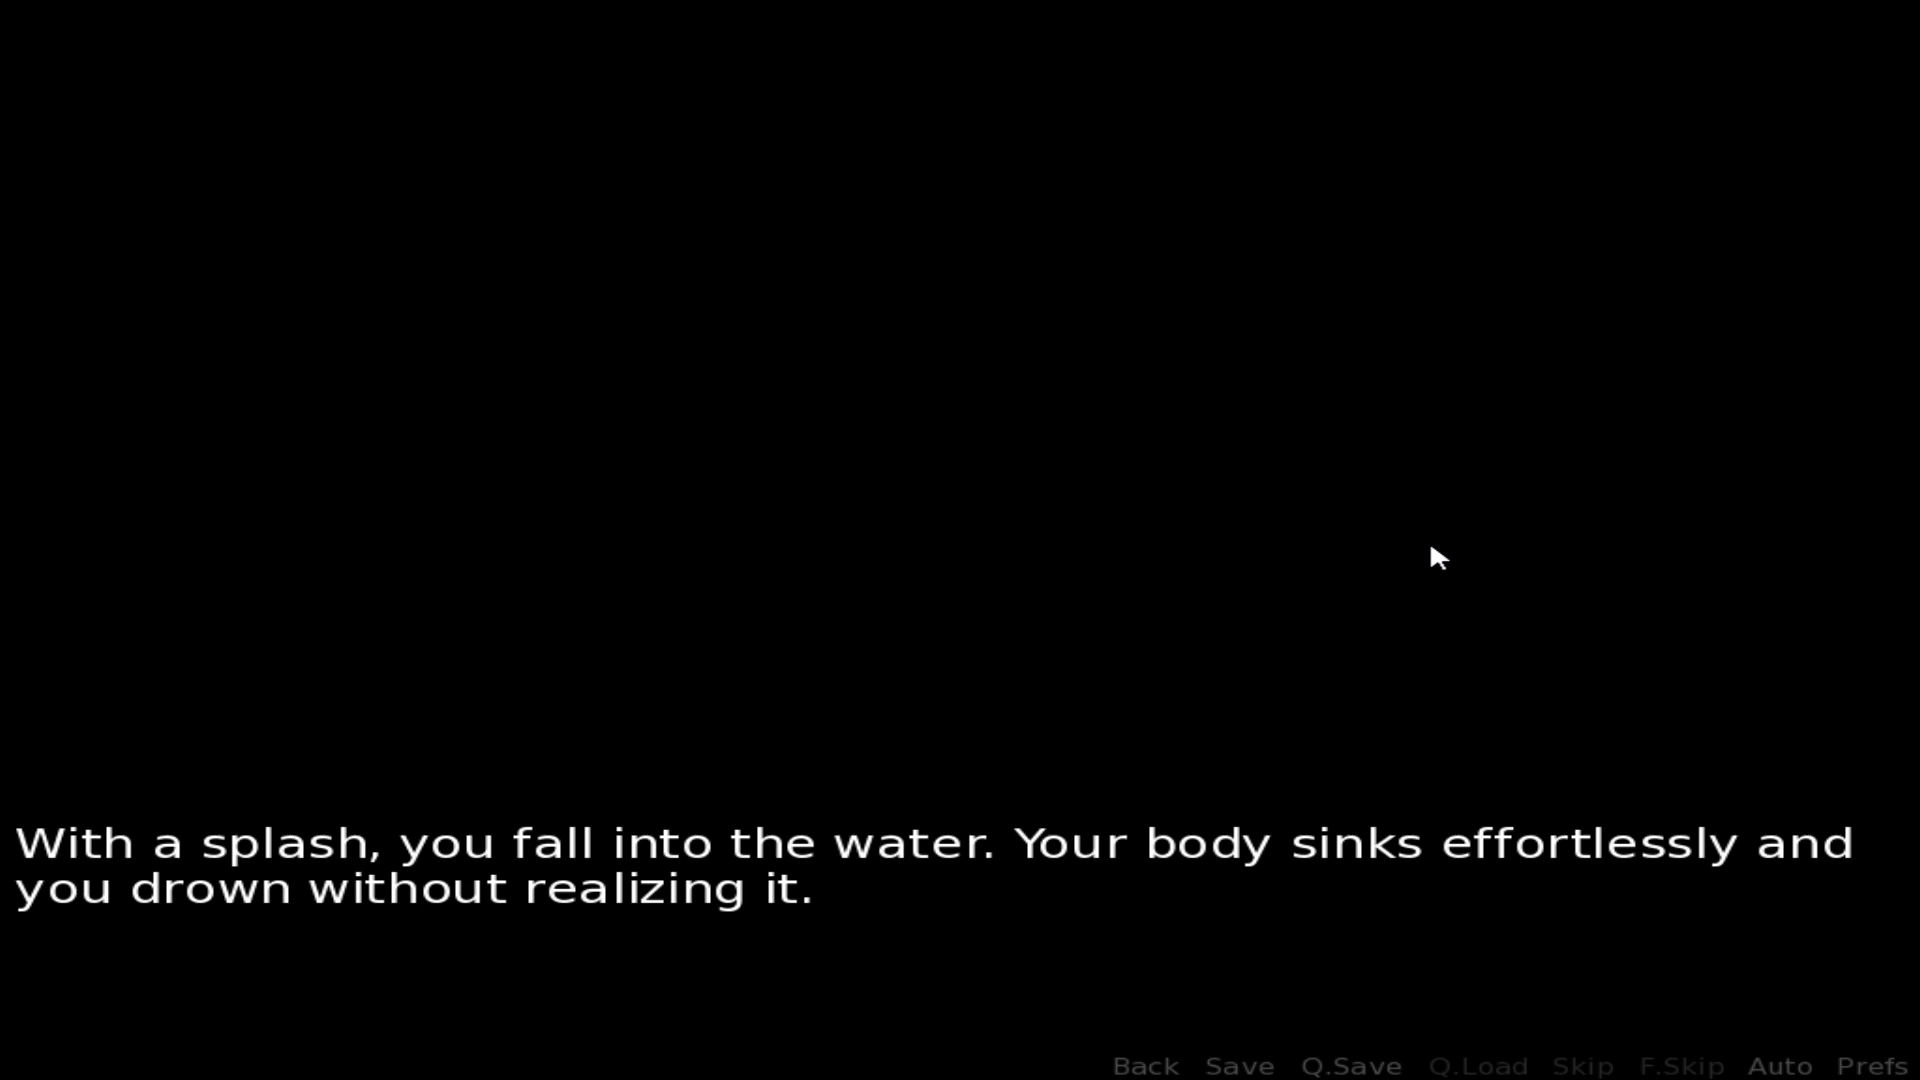 With a splash, you fall into the water. Your body sinks effortlessly and
you drown without realizing it.
Back Save Q.Save Q.Load Skip F.Skip Auto Prefs